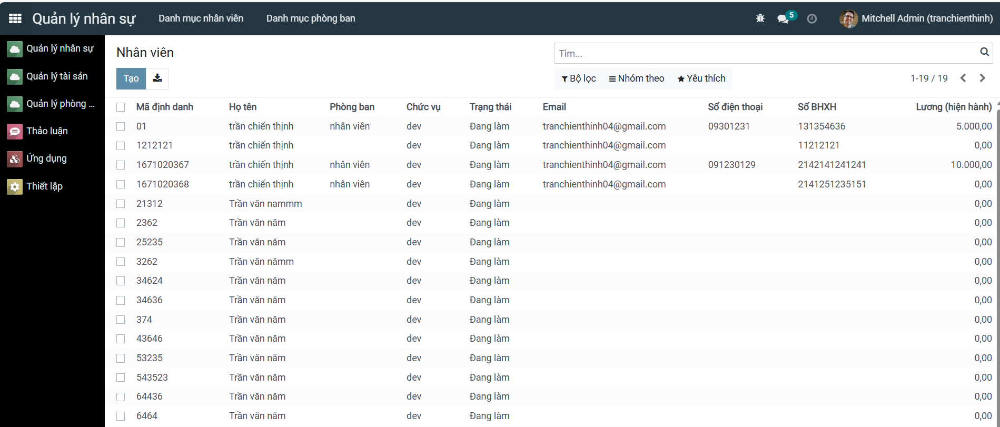 Quản lý nhân sự Danh mục nhân viên Danh mục phòng ban 5 Mitchell Admin (tranchienthinh)
Quản lý nhân sự
Quản lý tài sản
Quản lý phòng ...
Thảo luận
Ứng dụng
Thiết lập
Nhân viên
Tìm...
Tạo
Bộ lọc Nhóm theo Yêu thích 1-19 / 19
Mã định danh Họ tên Phòng ban Chức vụ Trạng thái Email Số điện thoại Số BHXH Lương (hiện hành)
01 trần chiến thịnh nhân viên dev Đang làm tranchienthinh04@gmail.com 09301231 131354636 5.000,00
1212121 trần chiến thịnh dev Đang làm tranchienthinh04@gmail.com 11212121 0,00
1671020367 trần chiến thịnh nhân viên dev Đang làm tranchienthinh04@gmail.com 091230129 2142141241241 10.000,00
1671020368 trần chiến thịnh nhân viên dev Đang làm tranchienthinh04@gmail.com 2141251235151 0,00
21312 Trần văn nammm dev Đang làm 0,00
2362 Trần văn năm dev Đang làm 0,00
25235 Trần văn năm dev Đang làm 0,00
3262 Trần văn nămm dev Đang làm 0,00
34624 Trần văn năm dev Đang làm 0,00
34636 Trần văn năm dev Đang làm 0,00
374 Trần văn năm dev Đang làm 0,00
43646 Trần văn năm dev Đang làm 0,00
53235 Trần văn năm dev Đang làm 0,00
543523 Trần văn năm dev Đang làm 0,00
64436 Trần văn năm dev Đang làm 0,00
6464 Trần văn năm dev Đang làm 0,00